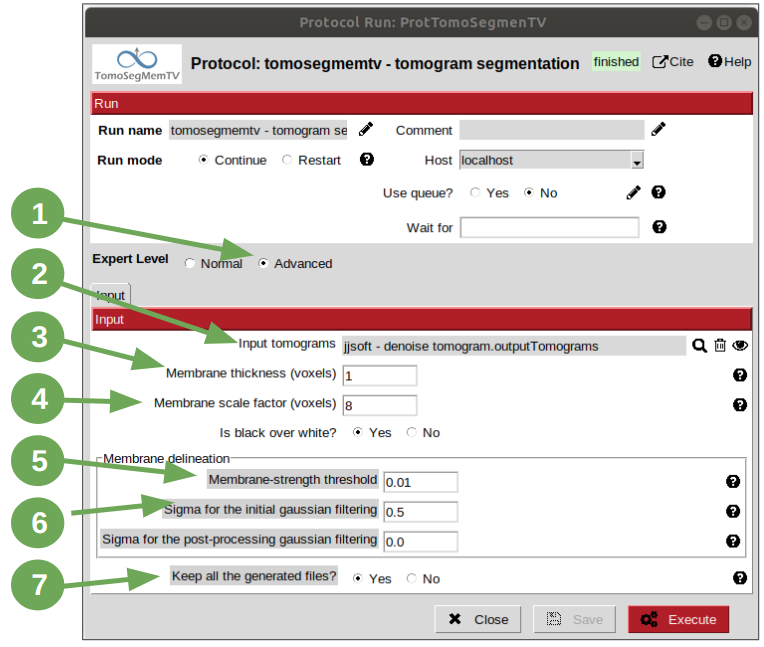 Protocol Run: ProtTomoSegmenTV
TomoSegMemTV
Protocol: tomosegmemtv - tomogram segmentation finished Cite Help
Run
Run name tomosegmemtv - tomogram se Comment
Run mode Continue Restart Host localhost
Use queue? Yes No
1
Wait for
Expert Level Normal Advanced
2
Input
Input
3
Input tomograms jjsoft - denoise tomogram.outputTomograms
Membrane thickness (voxels) 1
4
Membrane scale factor (voxels) 8
Is black over white? Yes No
5
Membrane delineation
Membrane-strength threshold 0.01
6
Sigma for the initial gaussian filtering 0.5
Sigma for the post-processing gaussian filtering 0.0
7
Keep all the generated files? Yes No
Close Save Execute